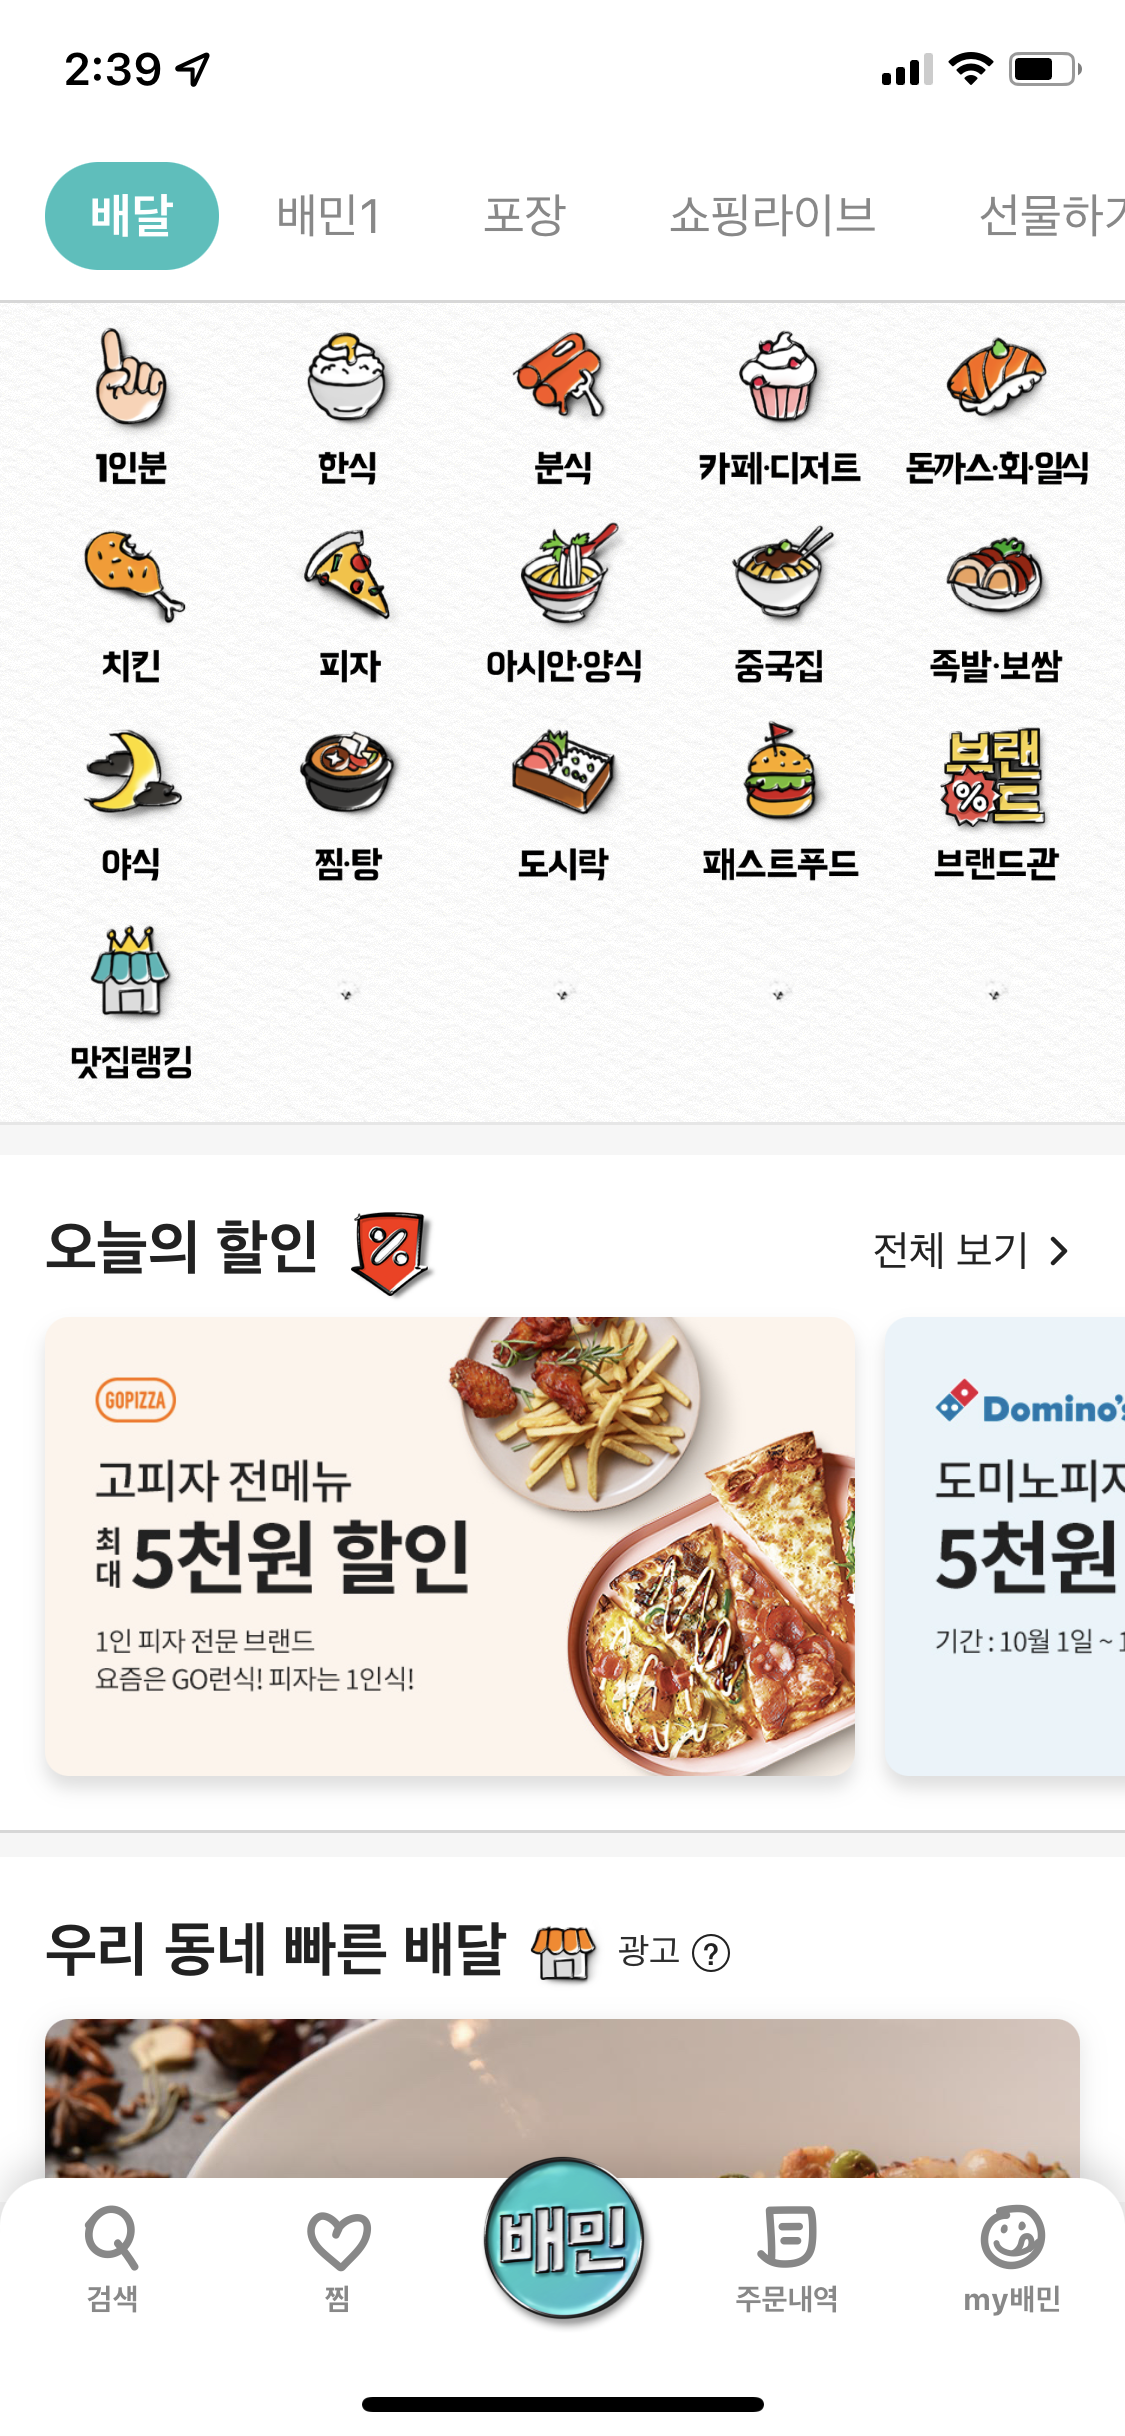 2:39
배달 배민1 포장 쇼핑라이브 선물하기
1인분 한식 분식 카페·디저트 돈까스·회·일식
치킨 피자 아시안·양식 중국집 족발·보쌈
브랜드 %
야식 찜·탕 도시락 패스트푸드 브랜드관
맛집랭킹
오늘의 할인 % 전체 보기 >
GOPIZZA
고피자 전메뉴
최대 5천원 할인
1인 피자 전문 브랜드
요즘은 GO런식! 피자는 1인식!
Domino's
도미노피자
5천원
기간 : 10월 1일 ~ 1
우리 동네 빠른 배달 광고 ?
배민
검색 찜 주문내역 my배민